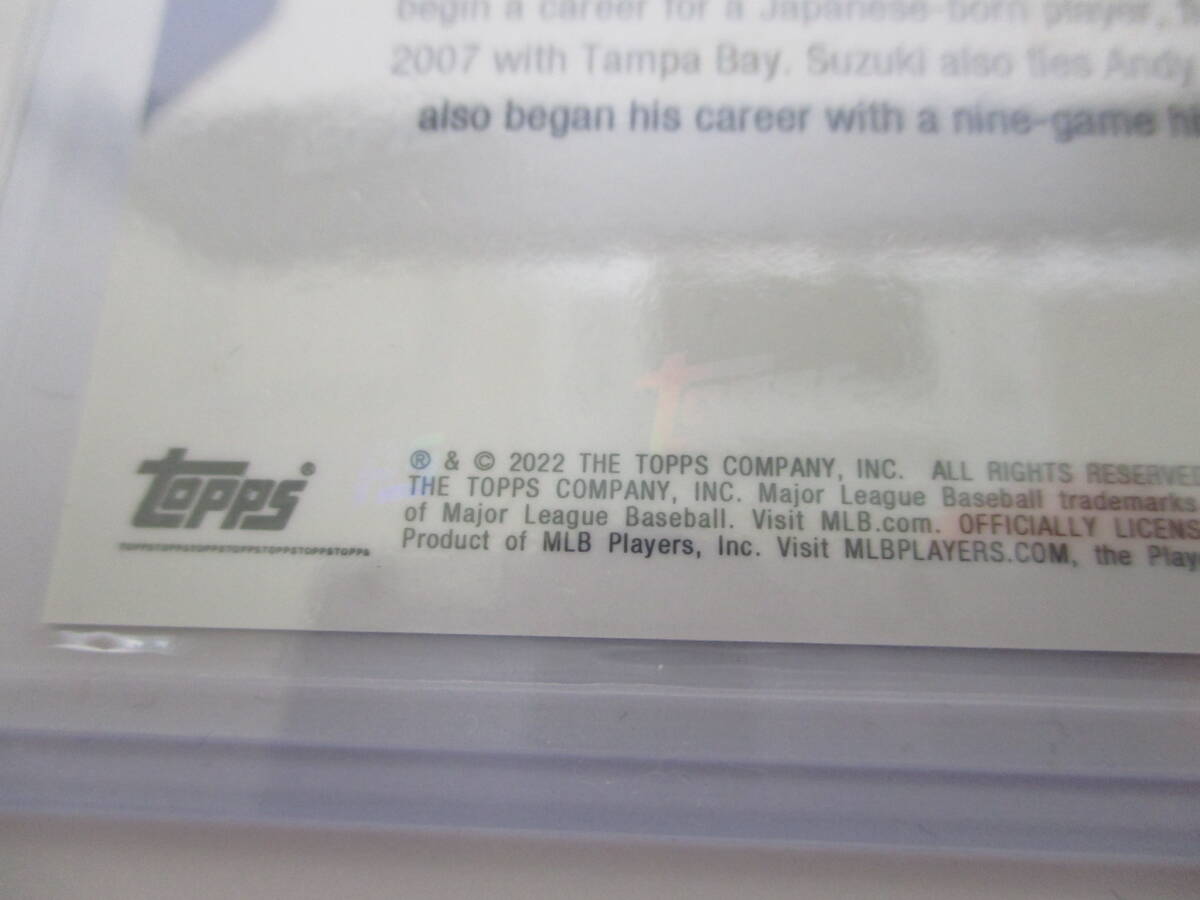 begin a career for a Japanese-born player,
2007 with Tampa Bay. Suzuki also ties Andy
also began his career with a nine-game
TOPPS®
TOPPSTOPPSTOPPSTOPPSTOPPSTOPPSTOPPS
® & © 2022 THE TOPPS COMPANY, INC. ALL RIGHTS RESERVE
THE TOPPS COMPANY, INC. Major League Baseball trademarks
of Major League Baseball. Visit MLB.com. OFFICIALLY LICENS
Product of MLB Players, Inc. Visit MLBPLAYERS.COM, the Play